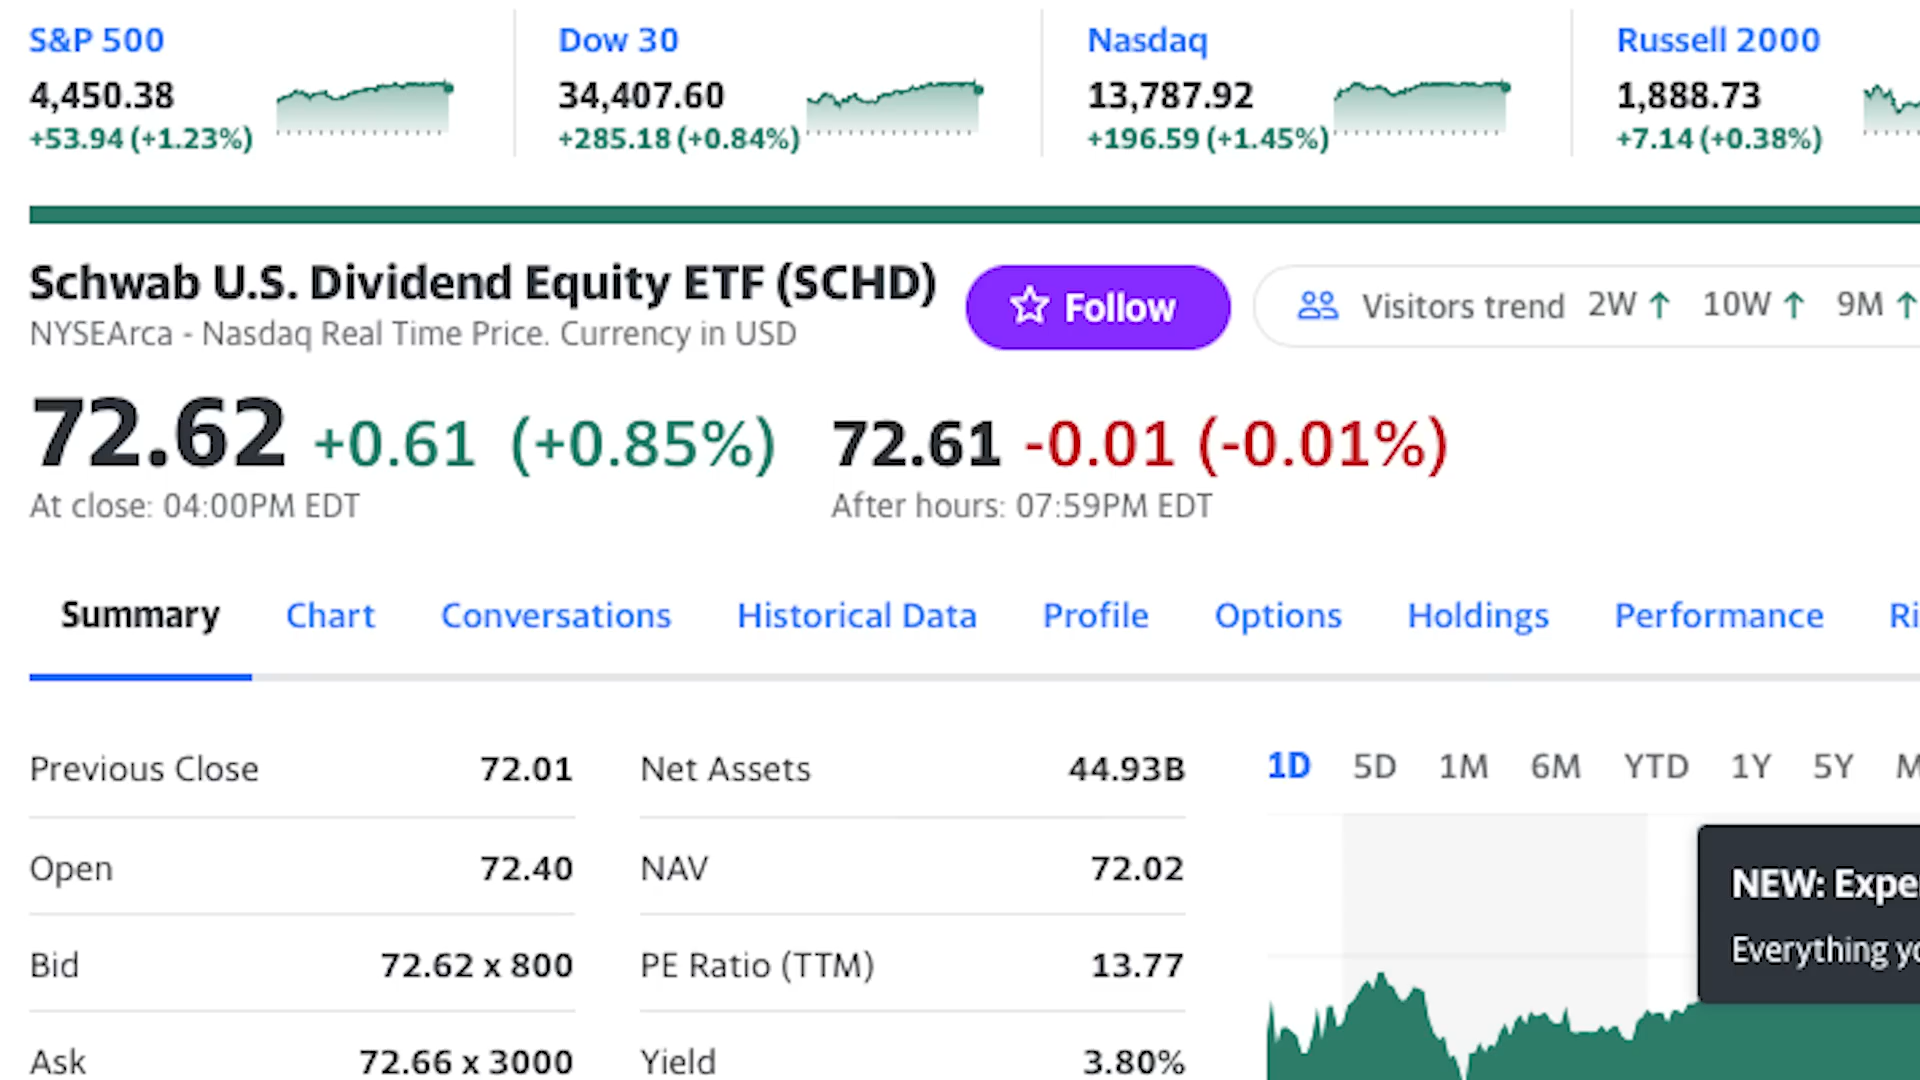 S&P 500 Dow 30 Nasdaq Russell 2000
4,450.38 34,407.60 13,787.92 1,888.73
+53.94 (+1.23%) +285.18 (+0.84%) +196.59 (+1.45%) +7.14 (+0.38%)
Schwab U.S. Dividend Equity ETF (SCHD)
NYSEArca - Nasdaq Real Time Price. Currency in USD
Follow
Visitors trend 2W ↑ 10W ↑ 9M ↑
72.62 +0.61 (+0.85%) 72.61 -0.01 (-0.01%)
At close: 04:00PM EDT After hours: 07:59PM EDT
Summary Chart Conversations Historical Data Profile Options Holdings Performance Ri
Previous Close 72.01
Open 72.40
Bid 72.62 x 800
Ask 72.66 x 3000
Net Assets 44.93B
NAV 72.02
PE Ratio (TTM) 13.77
Yield 3.80%
1D 5D 1M 6M YTD 1Y 5Y M
NEW: Expe
Everything yo